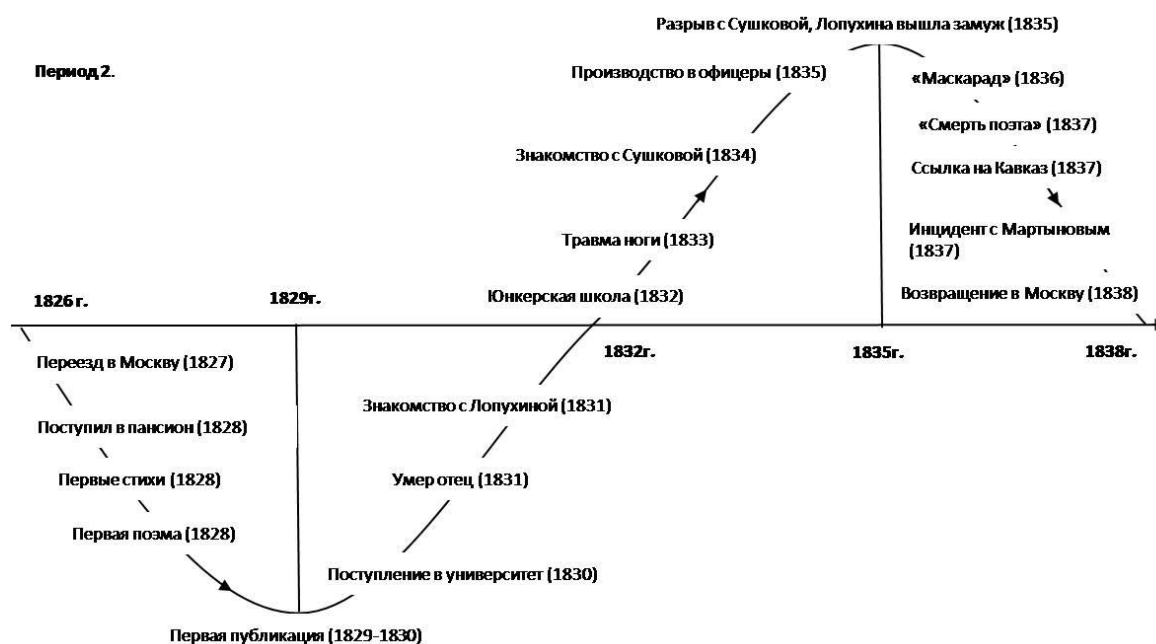 Разрыв с Сушковой, Лопухина вышла замуж (1835)
Период 2.
Производство в офицеры (1835)
«Маскарад» (1836)
«Смерть поэта» (1837)
Знакомство с Сушковой (1834)
Ссылка на Кавказ (1837)
Травма ноги (1833)
Инцидент с Мартыновым
(1837)
Юнкерская школа (1832)
Возвращение в Москву (1838)
1826 г.
1829г.
1832г.
1835г.
1838г.
Переезд в Москву (1827)
Знакомство с Лопухиной (1831)
Поступил в пансион (1828)
Первые стихи (1828)
Умер отец (1831)
Первая поэма (1828)
Поступление в университет (1830)
Первая публикация (1829-1830)